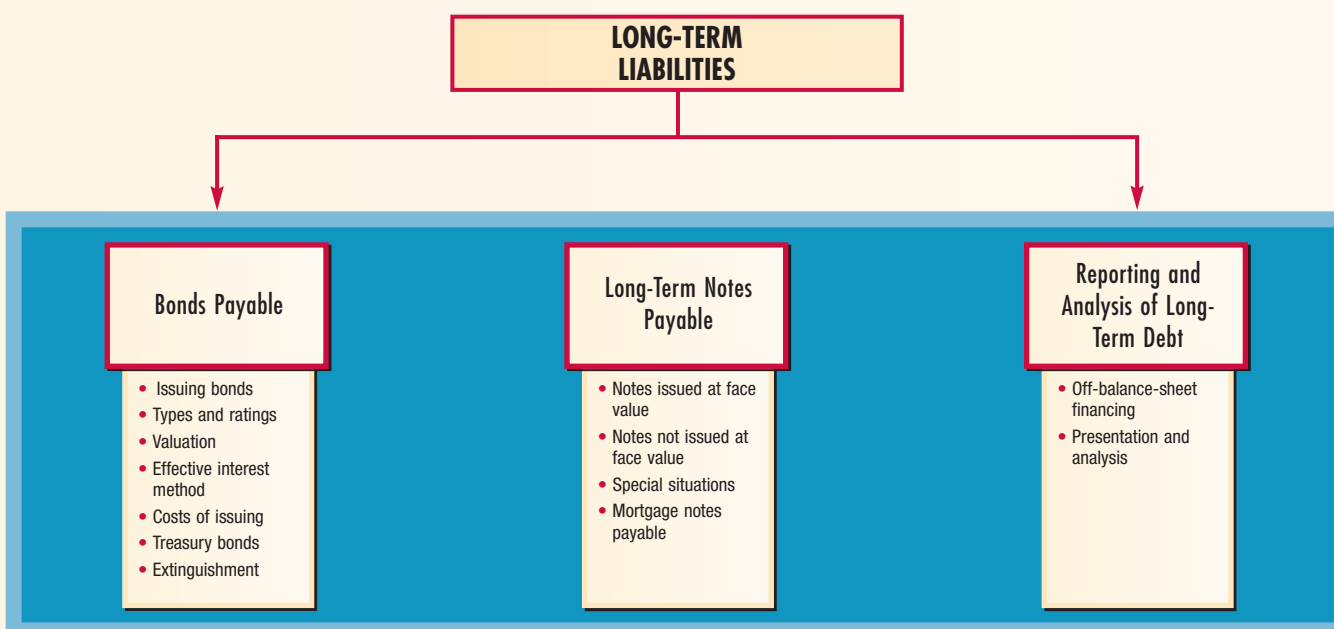 LONG-TERM
LIABILITIES
Bonds Payable
• Issuing bonds
• Types and ratings
• Valuation
• Effective interest
method
• Costs of issuing
• Treasury bonds
• Extinguishment
Long-Term Notes
Payable
• Notes issued at face
value
• Notes not issued at
face value
• Special situations
• Mortgage notes
payable
Reporting and
Analysis of Long-
Term Debt
• Off-balance-sheet
financing
• Presentation and
analysis